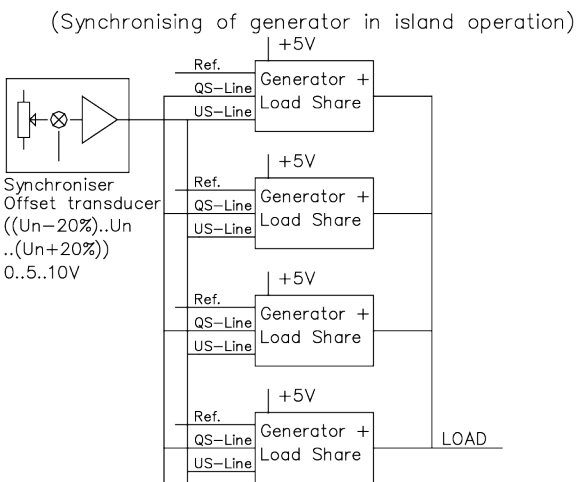 (Synchronising of generator in island operation)
+5V
Ref.
QS-Line
US-Line
Generator +
Load Share
Synchroniser
Offset transducer
((Un-20%)..Un
..(Un+20%))
0..5..10V
+5V
Ref.
QS-Line
US-Line
Generator +
Load Share
+5V
Ref.
QS-Line
US-Line
Generator +
Load Share
+5V
Ref.
QS-Line
US-Line
Generator +
Load Share
LOAD